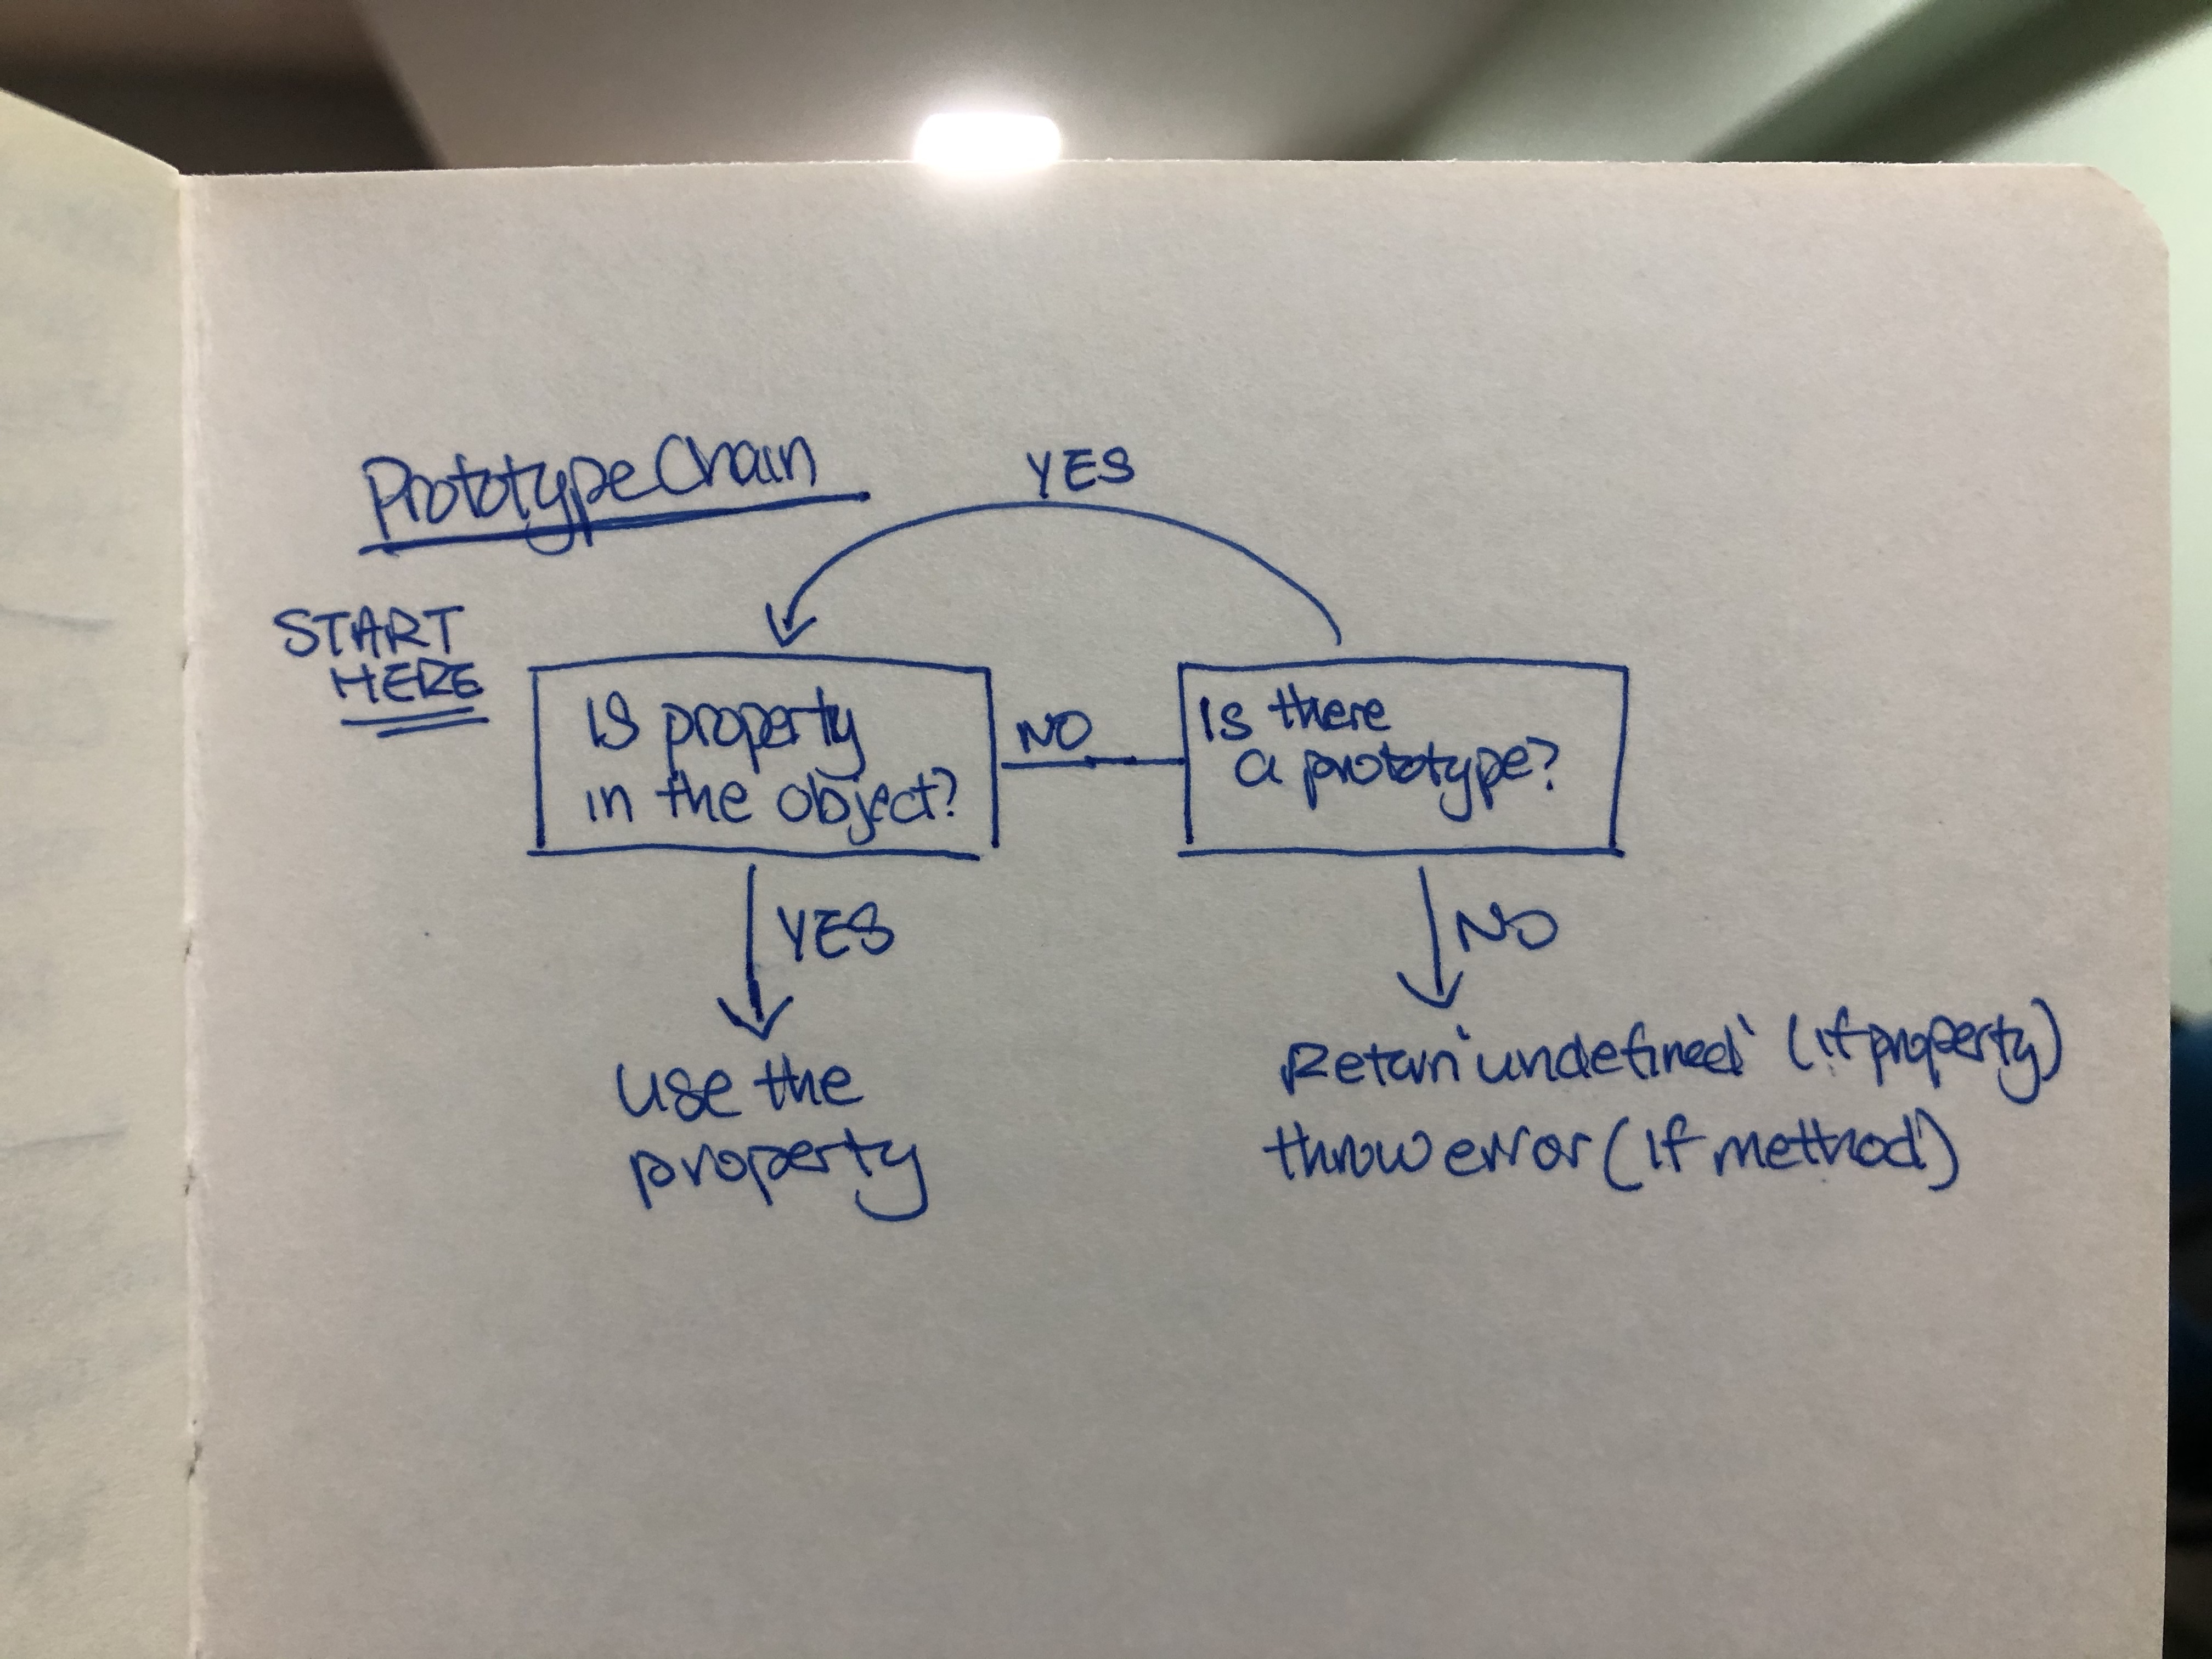 Prototype Chain
YES
START
HERE
Is property
in the object?
NO
Is there
a prototype?
YES
NO
use the
property
Return 'undefined' (if property)
throw error (if method)